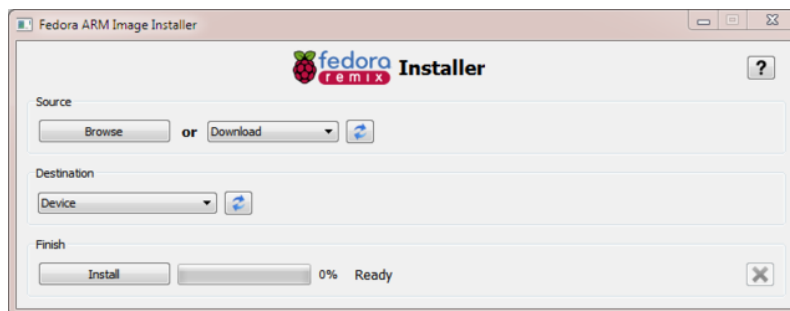 Fedora ARM Image Installer
fedora remix Installer ?
Source
Browse or Download
Destination
Device
Finish
Install 0% Ready